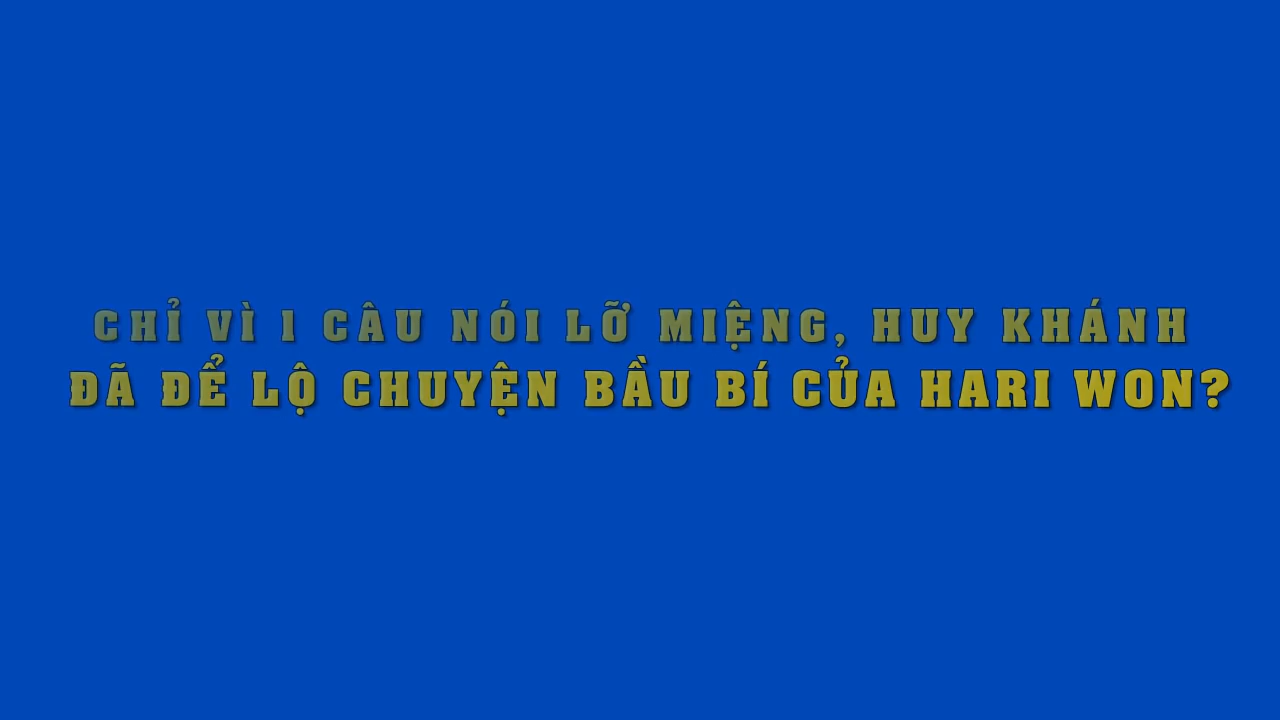 CHỈ VÌ 1 CÂU NÓI LỠ MIỆNG, HUY KHÁNH
ĐÃ ĐỂ LỘ CHUYỆN BẦU BÍ CỦA HARI WON?